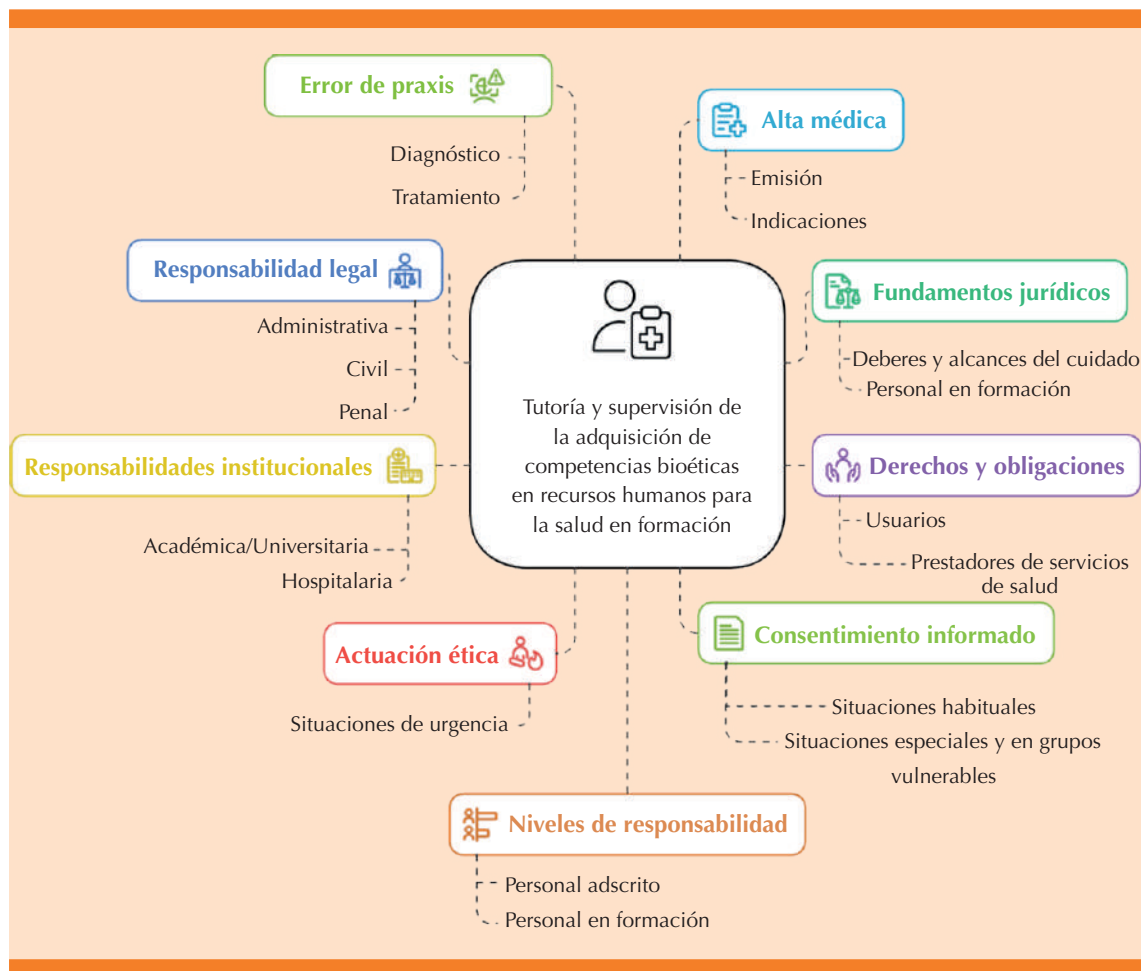 Error de praxis
Diagnóstico
Tratamiento
Alta médica
Emisión
Indicaciones
Responsabilidad legal
Administrativa
Civil
Penal
Fundamentos jurídicos
Deberes y alcances del cuidado
Personal en formación
Tutoría y supervisión de
la adquisición de
competencias bioéticas
en recursos humanos para
la salud en formación
Responsabilidades institucionales
Académica/Universitaria
Hospitalaria
Derechos y obligaciones
Usuarios
Prestadores de servicios
de salud
Actuación ética
Situaciones de urgencia
Consentimiento informado
Situaciones habituales
Situaciones especiales y en grupos
vulnerables
Niveles de responsabilidad
Personal adscrito
Personal en formación